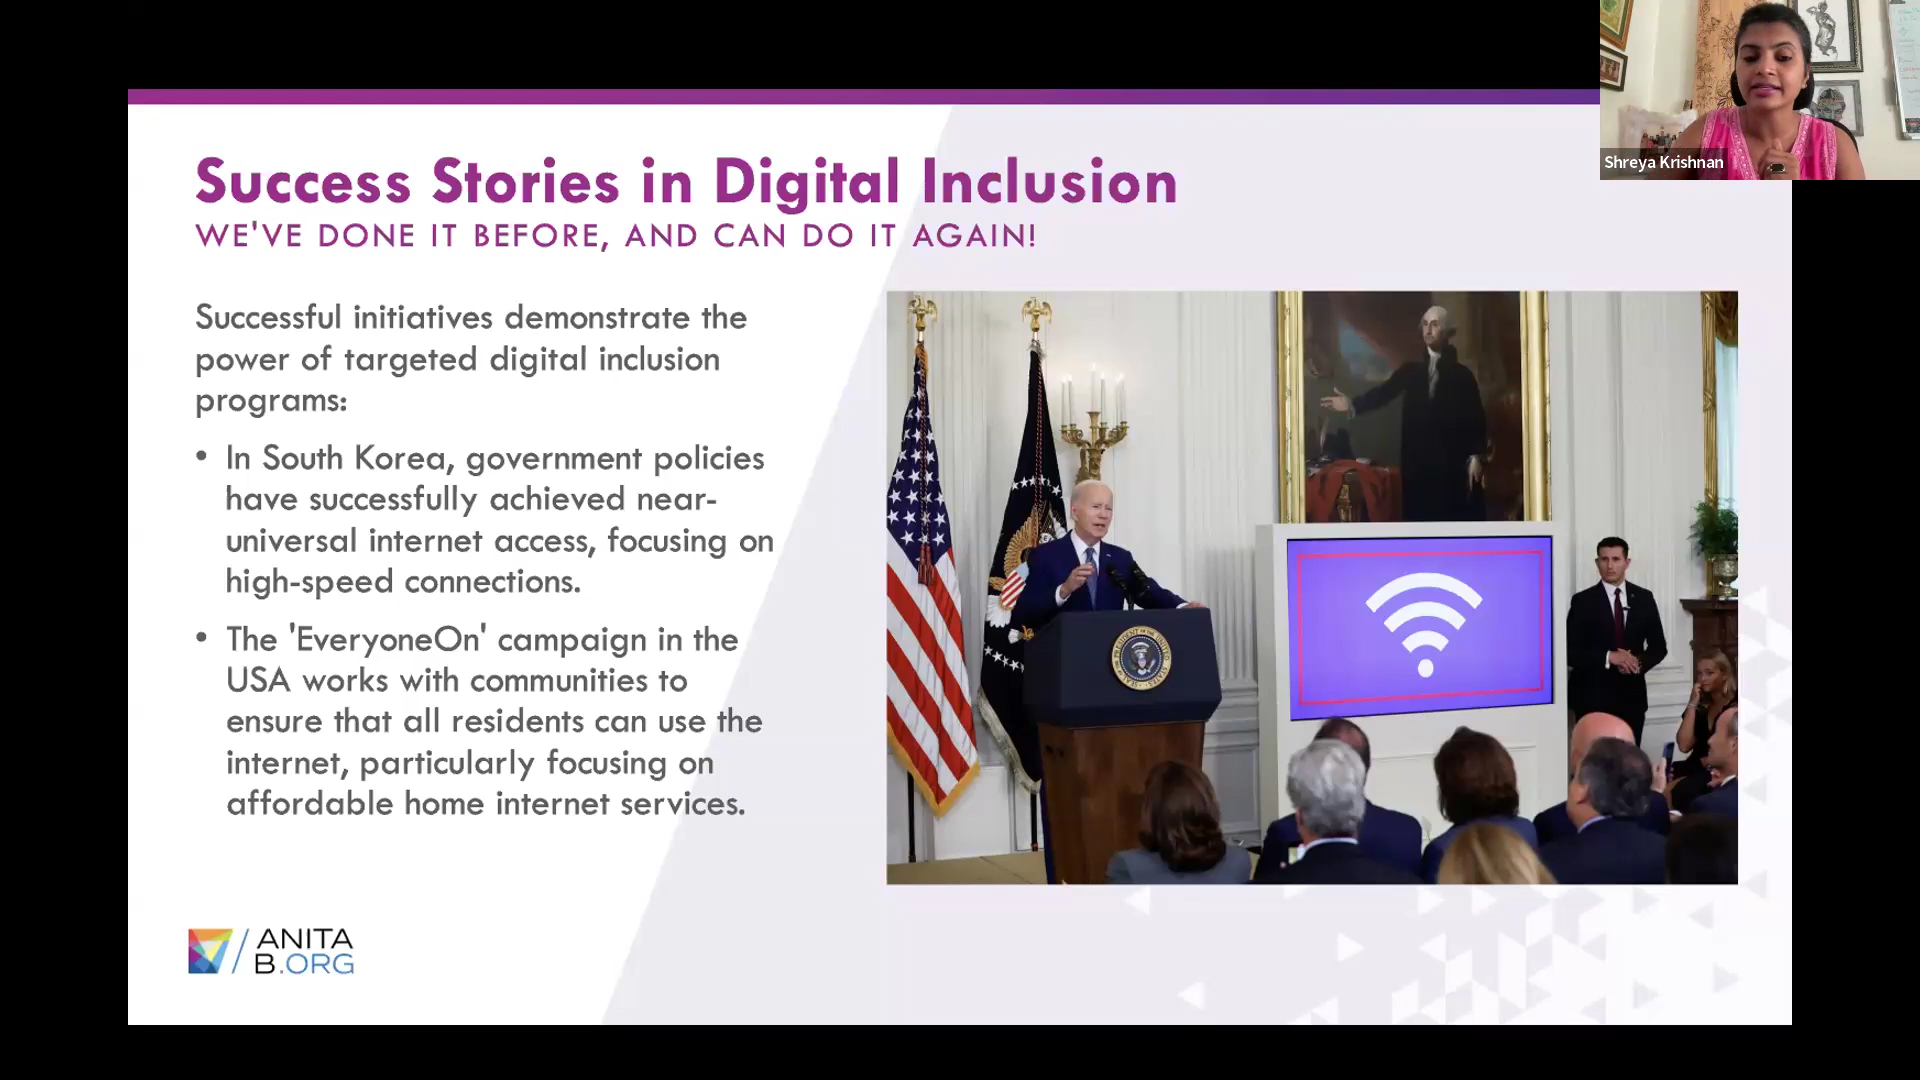 Success Stories in Digital Inclusion
WE'VE DONE IT BEFORE, AND CAN DO IT AGAIN!
Successful initiatives demonstrate the
power of targeted digital inclusion
programs:
• In South Korea, government policies
have successfully achieved near-
universal internet access, focusing on
high-speed connections.
• The 'EveryoneOn' campaign in the
USA works with communities to
ensure that all residents can use the
internet, particularly focusing on
affordable home internet services.
ANITA
B.ORG
Shreya Krishnan